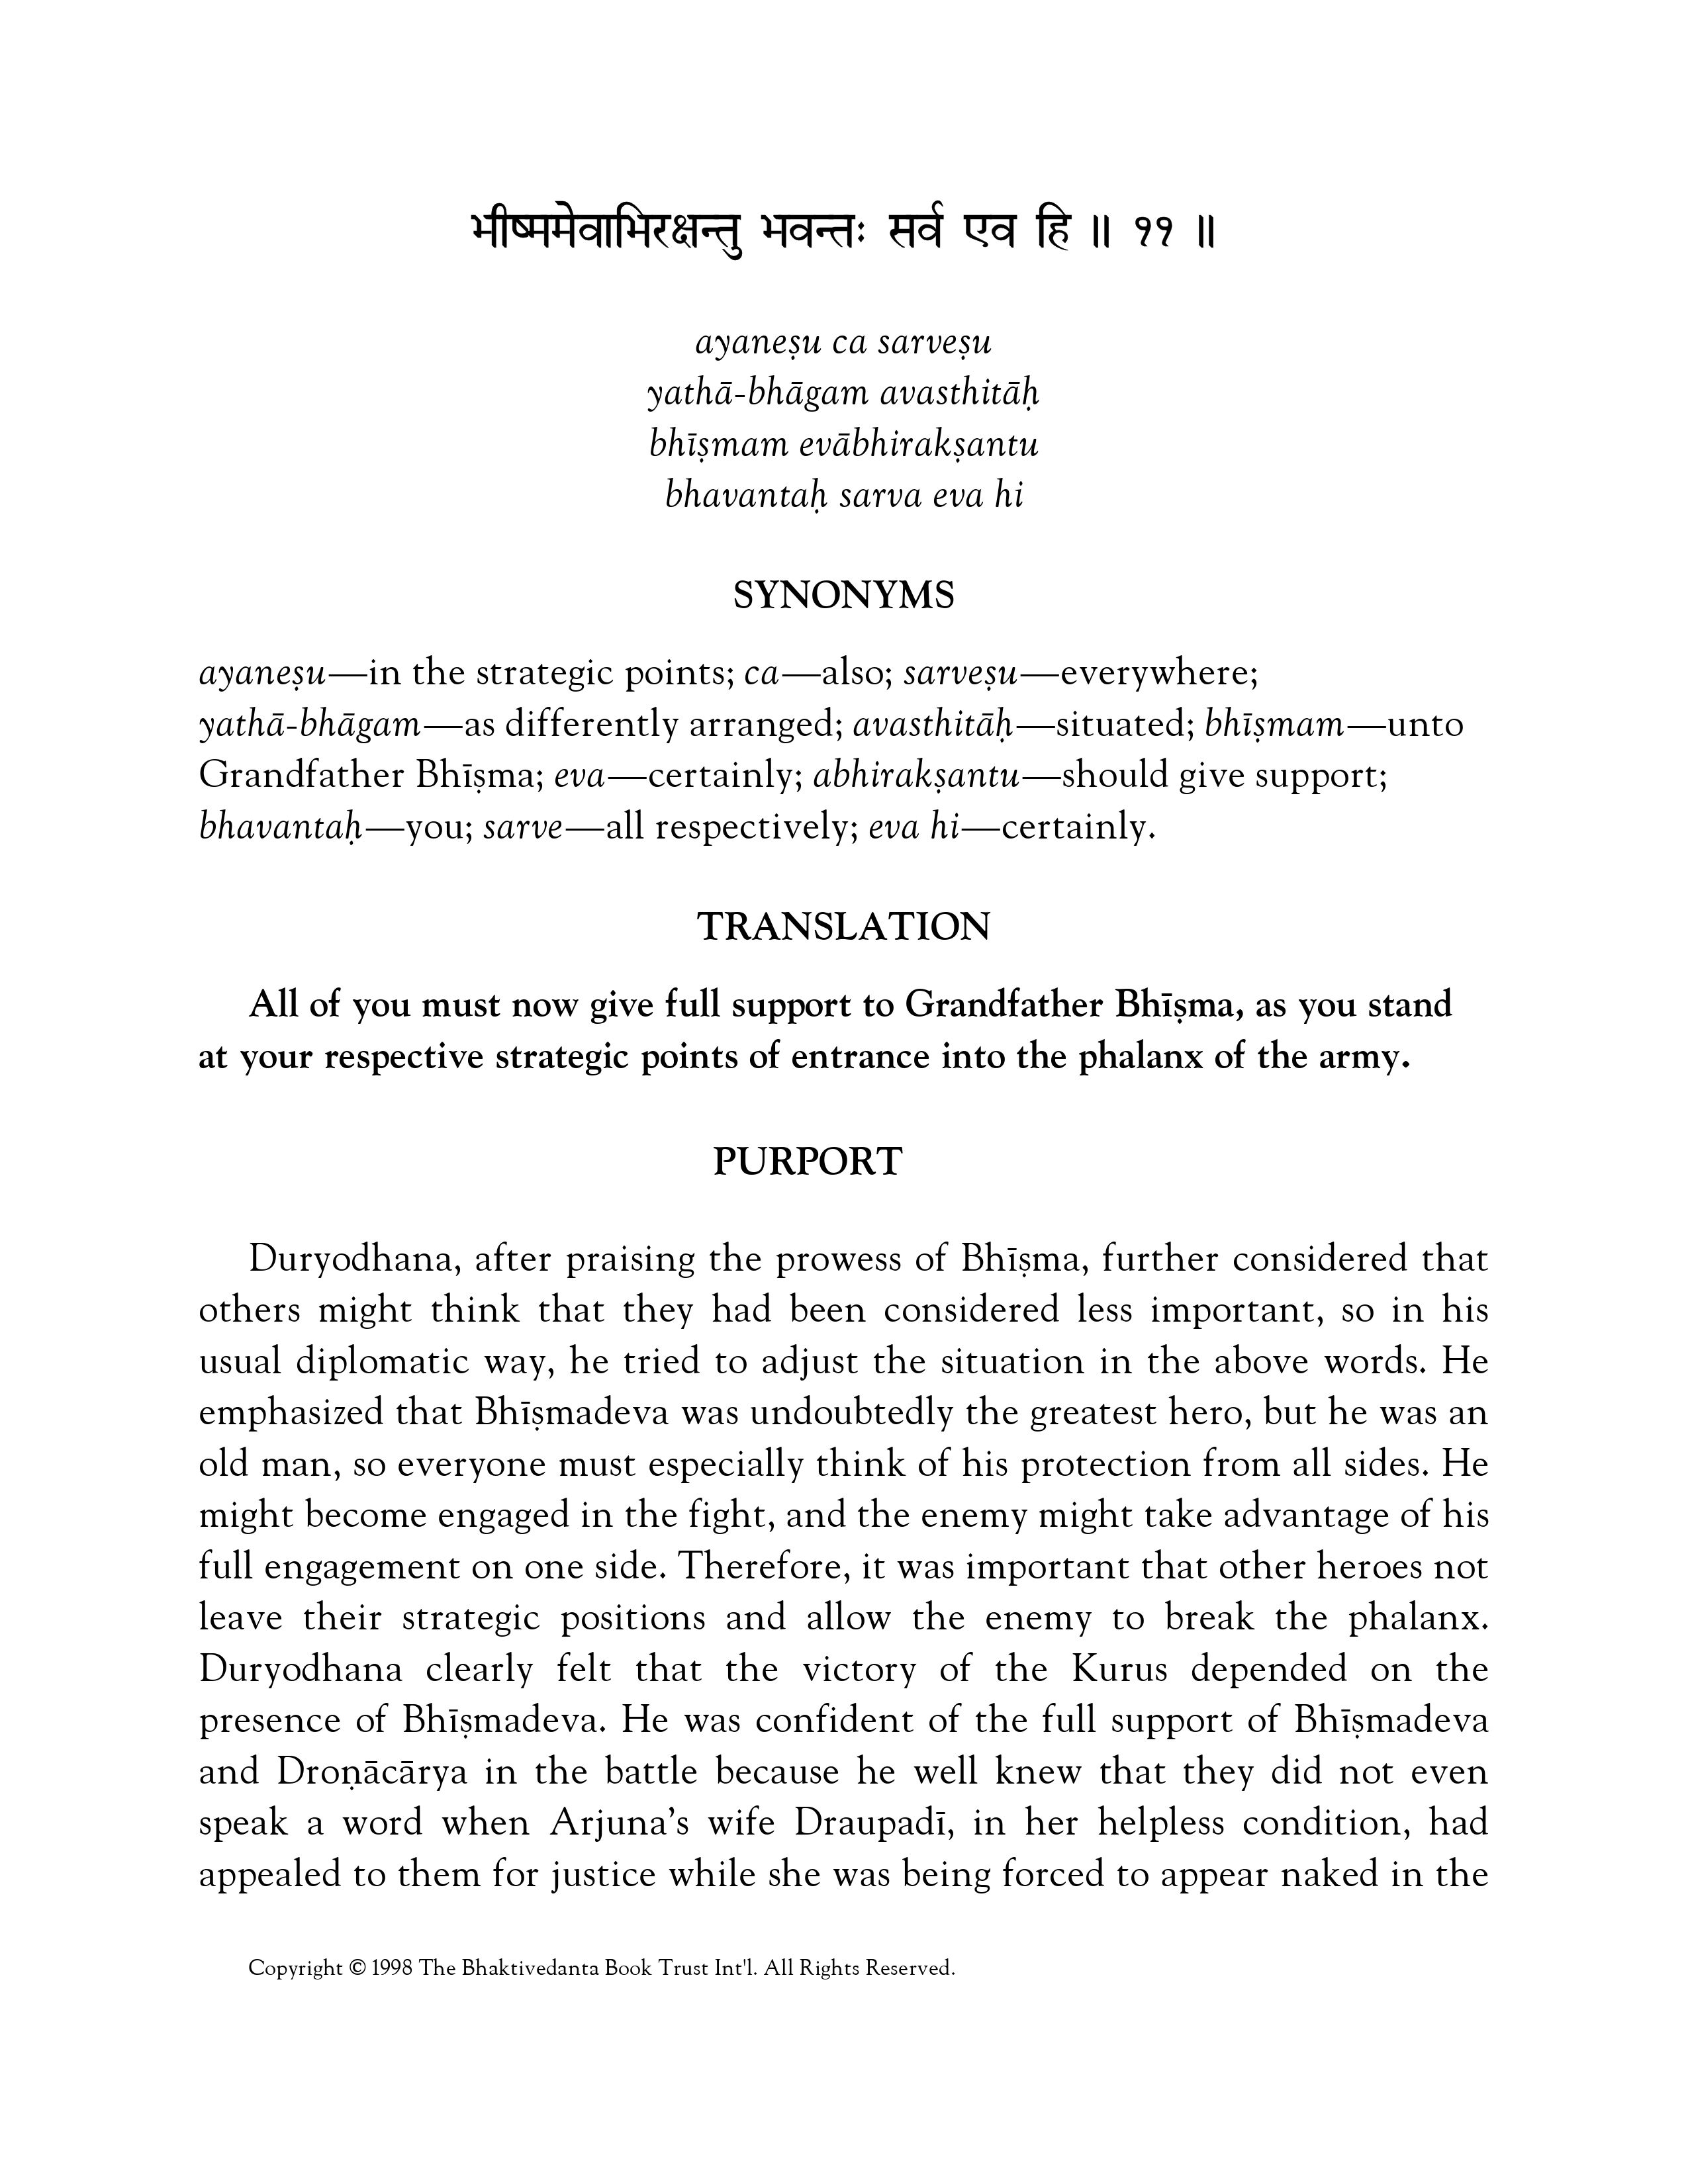 भीष्ममेवाभिरक्षन्तु भवन्तः सर्व एव हि ॥ ११ ॥
ayaneṣu ca sarveṣu
yathā-bhāgam avasthitāḥ
bhīṣmam evābhirakṣantu
bhavantaḥ sarva eva hi
SYNONYMS
ayaneṣu—in the strategic points; ca—also; sarveṣu—everywhere;
yathā-bhāgam—as differently arranged; avasthitāḥ—situated; bhīṣmam—unto
Grandfather Bhīṣma; eva—certainly; abhirakṣantu—should give support;
bhavantaḥ—you; sarve—all respectively; eva hi—certainly.
TRANSLATION
All of you must now give full support to Grandfather Bhīṣma, as you stand
at your respective strategic points of entrance into the phalanx of the army.
PURPORT
Duryodhana, after praising the prowess of Bhīṣma, further considered that
others might think that they had been considered less important, so in his
usual diplomatic way, he tried to adjust the situation in the above words. He
emphasized that Bhīṣmadeva was undoubtedly the greatest hero, but he was an
old man, so everyone must especially think of his protection from all sides. He
might become engaged in the fight, and the enemy might take advantage of his
full engagement on one side. Therefore, it was important that other heroes not
leave their strategic positions and allow the enemy to break the phalanx.
Duryodhana clearly felt that the victory of the Kurus depended on the
presence of Bhīṣmadeva. He was confident of the full support of Bhīṣmadeva
and Droṇācārya in the battle because he well knew that they did not even
speak a word when Arjuna's wife Draupadī, in her helpless condition, had
appealed to them for justice while she was being forced to appear naked in the
Copyright © 1998 The Bhaktivedanta Book Trust Int'l. All Rights Reserved.